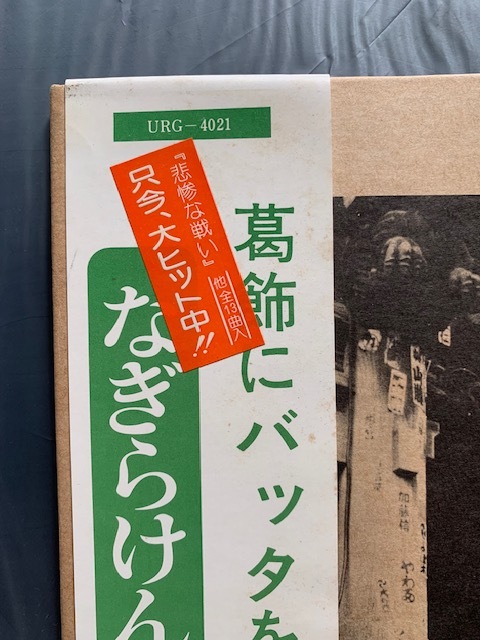 URG-4021
『悲惨な戦い』
他全13曲入
只今、大ヒット中!!
葛飾にバッタを
なぎらけん